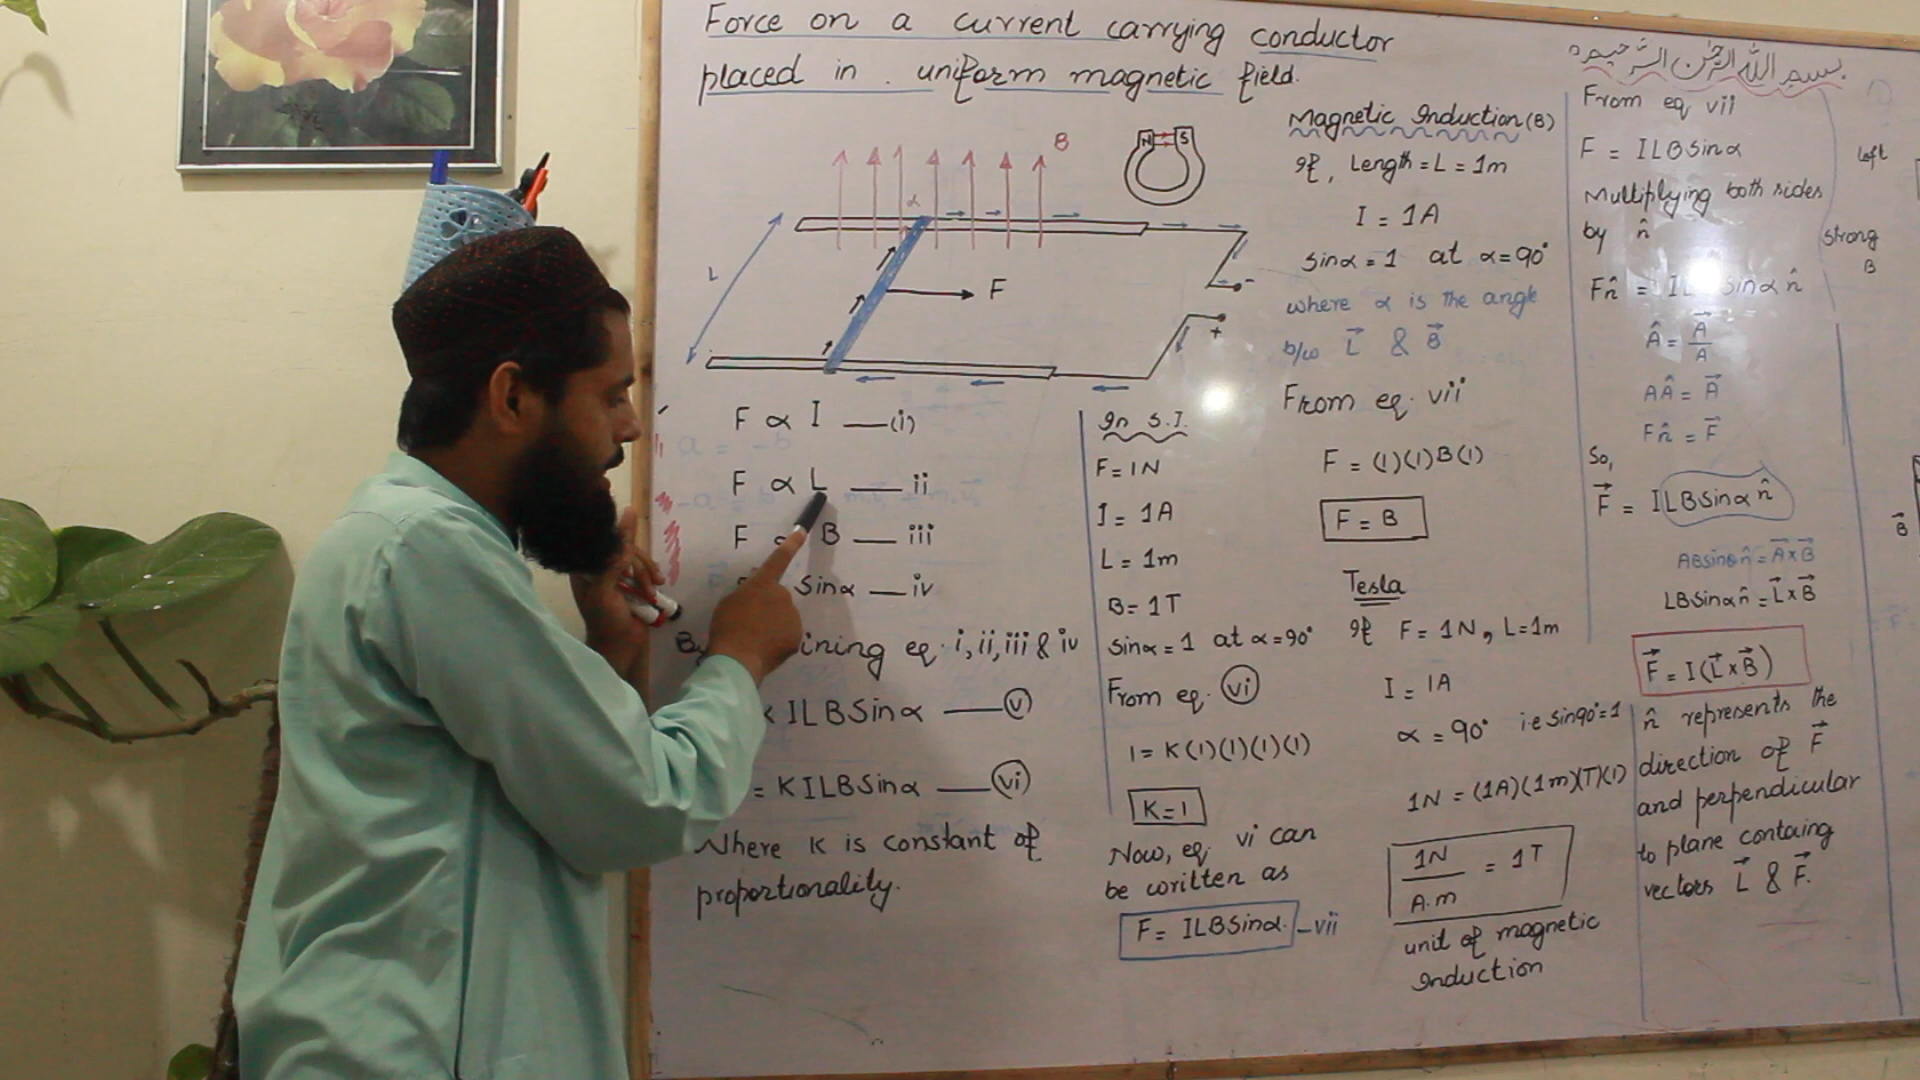 Force on a current carrying conductor
placed in . uniform magnetic field.
بسم الله الرحمن الرحيم
B
N S
α
L
F
-
+
F ∝ I —(i)
F ∝ L — ii
F B — iii
Sinα — iv
By ining eq. i, ii, iii & iv
ILBSinα — (v)
= KILBSinα — (vi)
Where K is constant of
proportionality.
In S.I.
F = 1N
I = 1A
L = 1m
B = 1T
Sinα = 1 at α = 90°
From eq. (vi)
1 = K(1)(1)(1)(1)
K = 1
Now, eq. vi can
be written as
F = ILBSinα. – vii
Magnetic Induction (B)
If, Length = L = 1m
I = 1A
Sinα = 1 at α = 90°
where α is the angle
b/w L⃗ & B⃗
From eq. vii
F = (1)(1)B(1)
F = B
Tesla
If F = 1N, L = 1m
I = 1A
α = 90° i.e sin90° = 1
1N = (1A)(1m)(T)(1)
1N/A.m = 1T
unit of magnetic
Induction
From eq. vii
F = ILBSinα
Multiplying both sides
by n̂
Fn̂ = IL Sinα n̂
Â = A⃗/A
AÂ = A⃗
Fn̂ = F⃗
So,
F⃗ = ILBSinα n̂
ABsinθn̂ = A⃗ x B⃗
LBSinαn̂ = L⃗ x B⃗
F⃗ = I(L⃗ x B⃗)
n̂ represents the
direction of F⃗
and perpendicular
to plane containg
vectors L⃗ & F⃗.
Left
Strong
B
B⃗